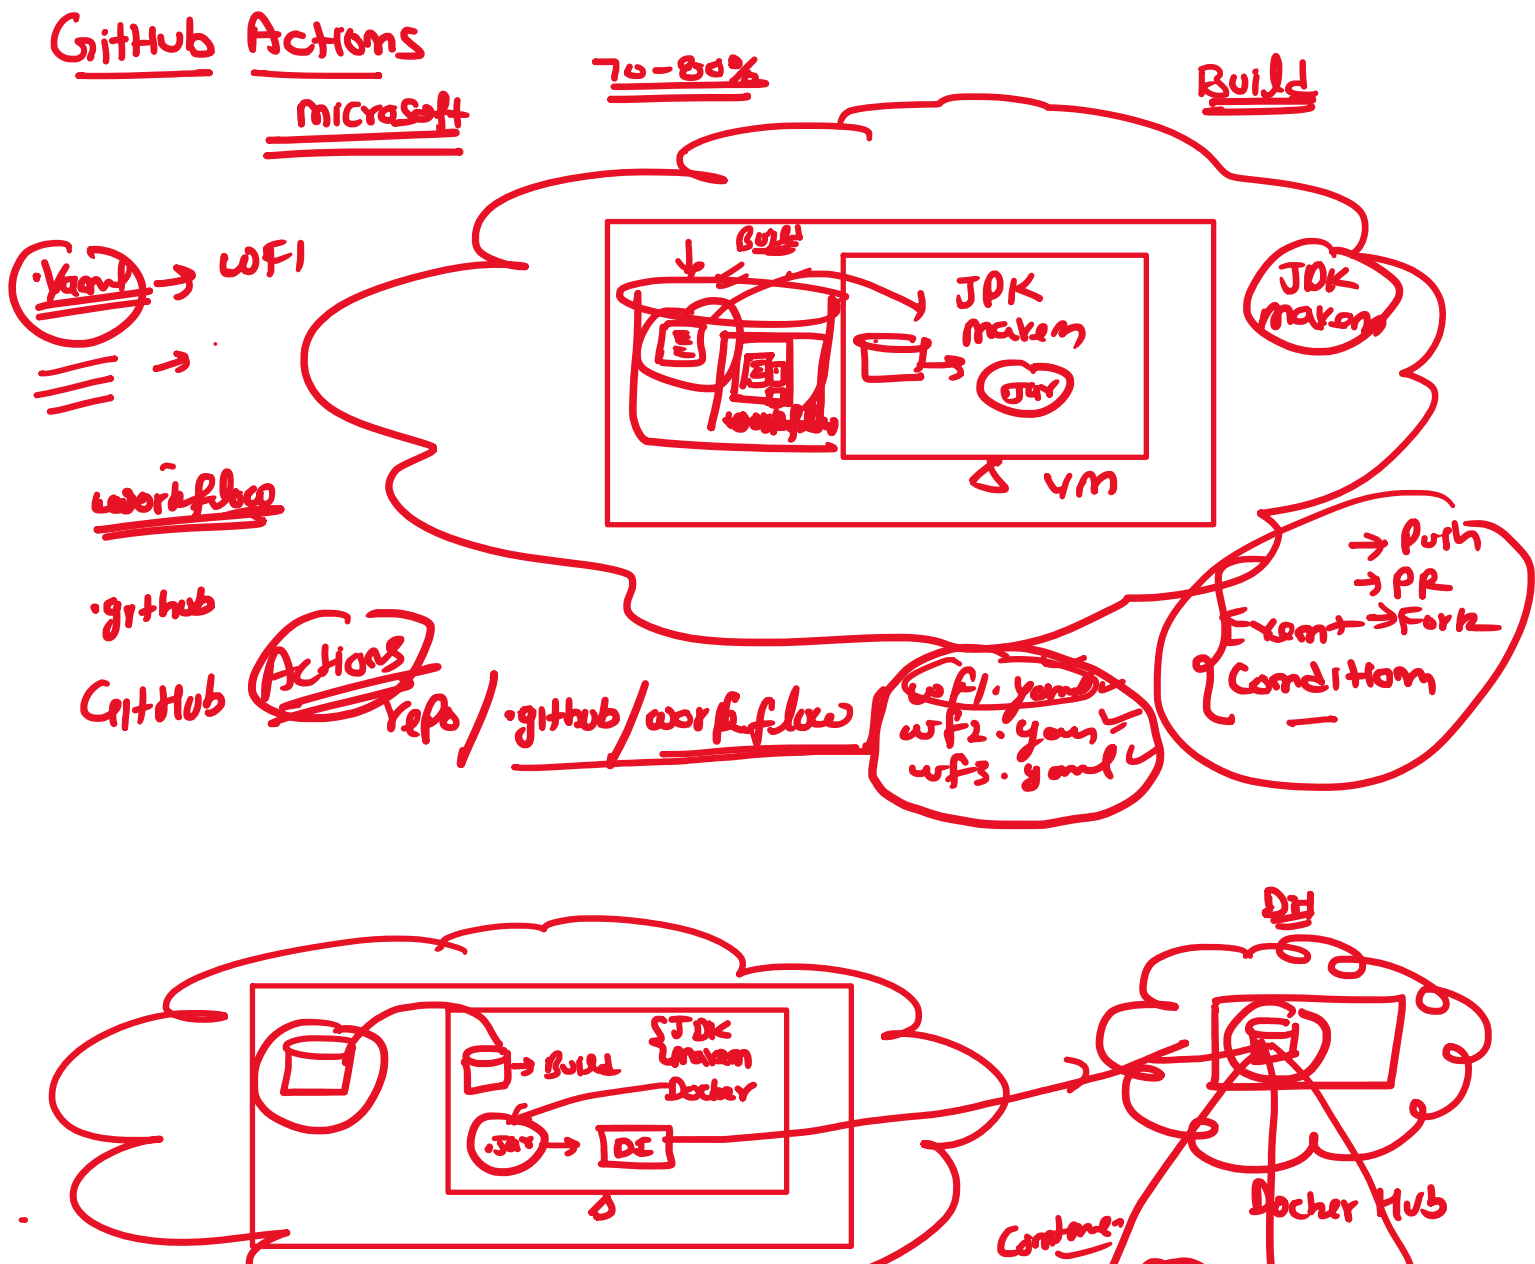 GitHub Actions
Microsoft
70-80%
Build
.Yaml → WF1
Build
JDK
maven
.Jar
VM
JDK
maven
workflow
workflow
.github
GitHub Actions
→ Push
→ PR
Event → Fork
Condition
repo/.github/workflow
wf1.yaml
wf2.yaml
wf3.yaml
DH
JDK
maven
Docker
Build
.Jar → DI
Docker Hub
Container